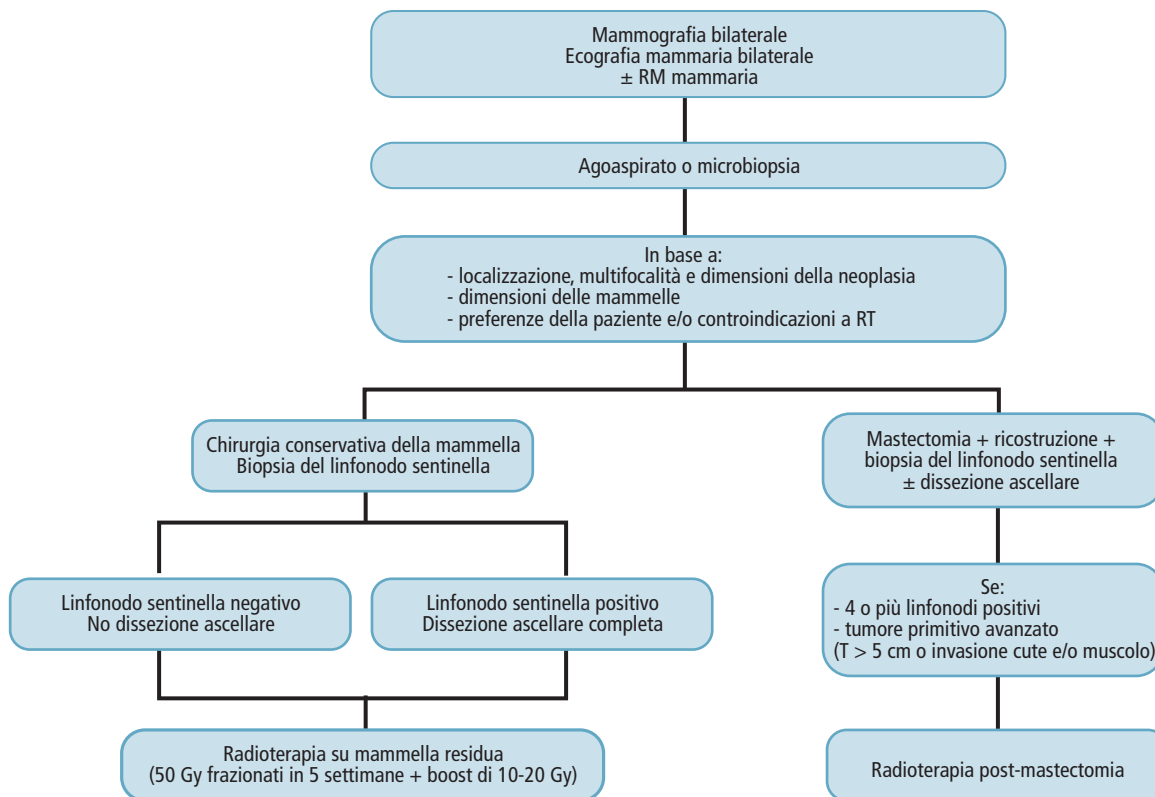 Mammografia bilaterale
Ecografia mammaria bilaterale
± RM mammaria
Agoaspirato o microbiopsia
In base a:
- localizzazione, multifocalità e dimensioni della neoplasia
- dimensioni delle mammelle
- preferenze della paziente e/o controindicazioni a RT
Chirurgia conservativa della mammella
Biopsia del linfonodo sentinella
Mastectomia + ricostruzione +
biopsia del linfonodo sentinella
± dissezione ascellare
Linfonodo sentinella negativo
No dissezione ascellare
Linfonodo sentinella positivo
Dissezione ascellare completa
Se:
- 4 o più linfonodi positivi
- tumore primitivo avanzato
(T > 5 cm o invasione cute e/o muscolo)
Radioterapia su mammella residua
(50 Gy frazionati in 5 settimane + boost di 10-20 Gy)
Radioterapia post-mastectomia